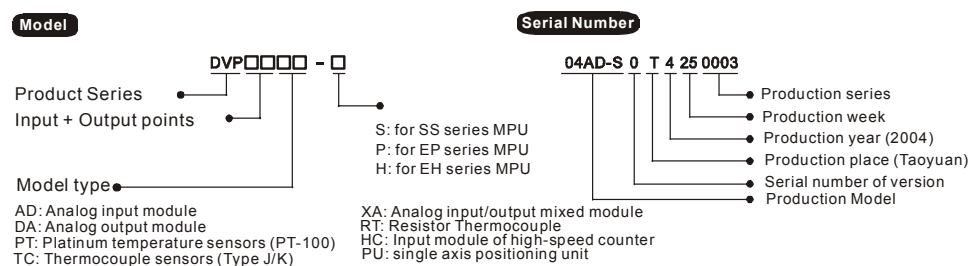 Model
DVP□□□□ - □
Product Series
Input + Output points
S: for SS series MPU
P: for EP series MPU
H: for EH series MPU
Model type
AD: Analog input module
DA: Analog output module
PT: Platinum temperature sensors (PT-100)
TC: Thermocouple sensors (Type J/K)
XA: Analog input/output mixed module
RT: Resistor Thermocouple
HC: Input module of high-speed counter
PU: single axis positioning unit
Serial Number
04AD-S 0 T 4 25 0003
Production series
Production week
Production year (2004)
Production place (Taoyuan)
Serial number of version
Production Model